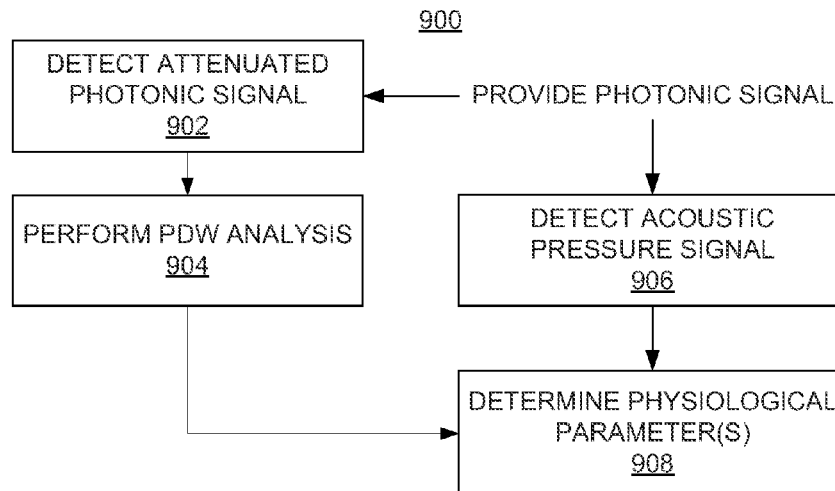 900
DETECT ATTENUATED
PHOTONIC SIGNAL
902
PROVIDE PHOTONIC SIGNAL
PERFORM PDW ANALYSIS
904
DETECT ACOUSTIC
PRESSURE SIGNAL
906
DETERMINE PHYSIOLOGICAL
PARAMETER(S)
908